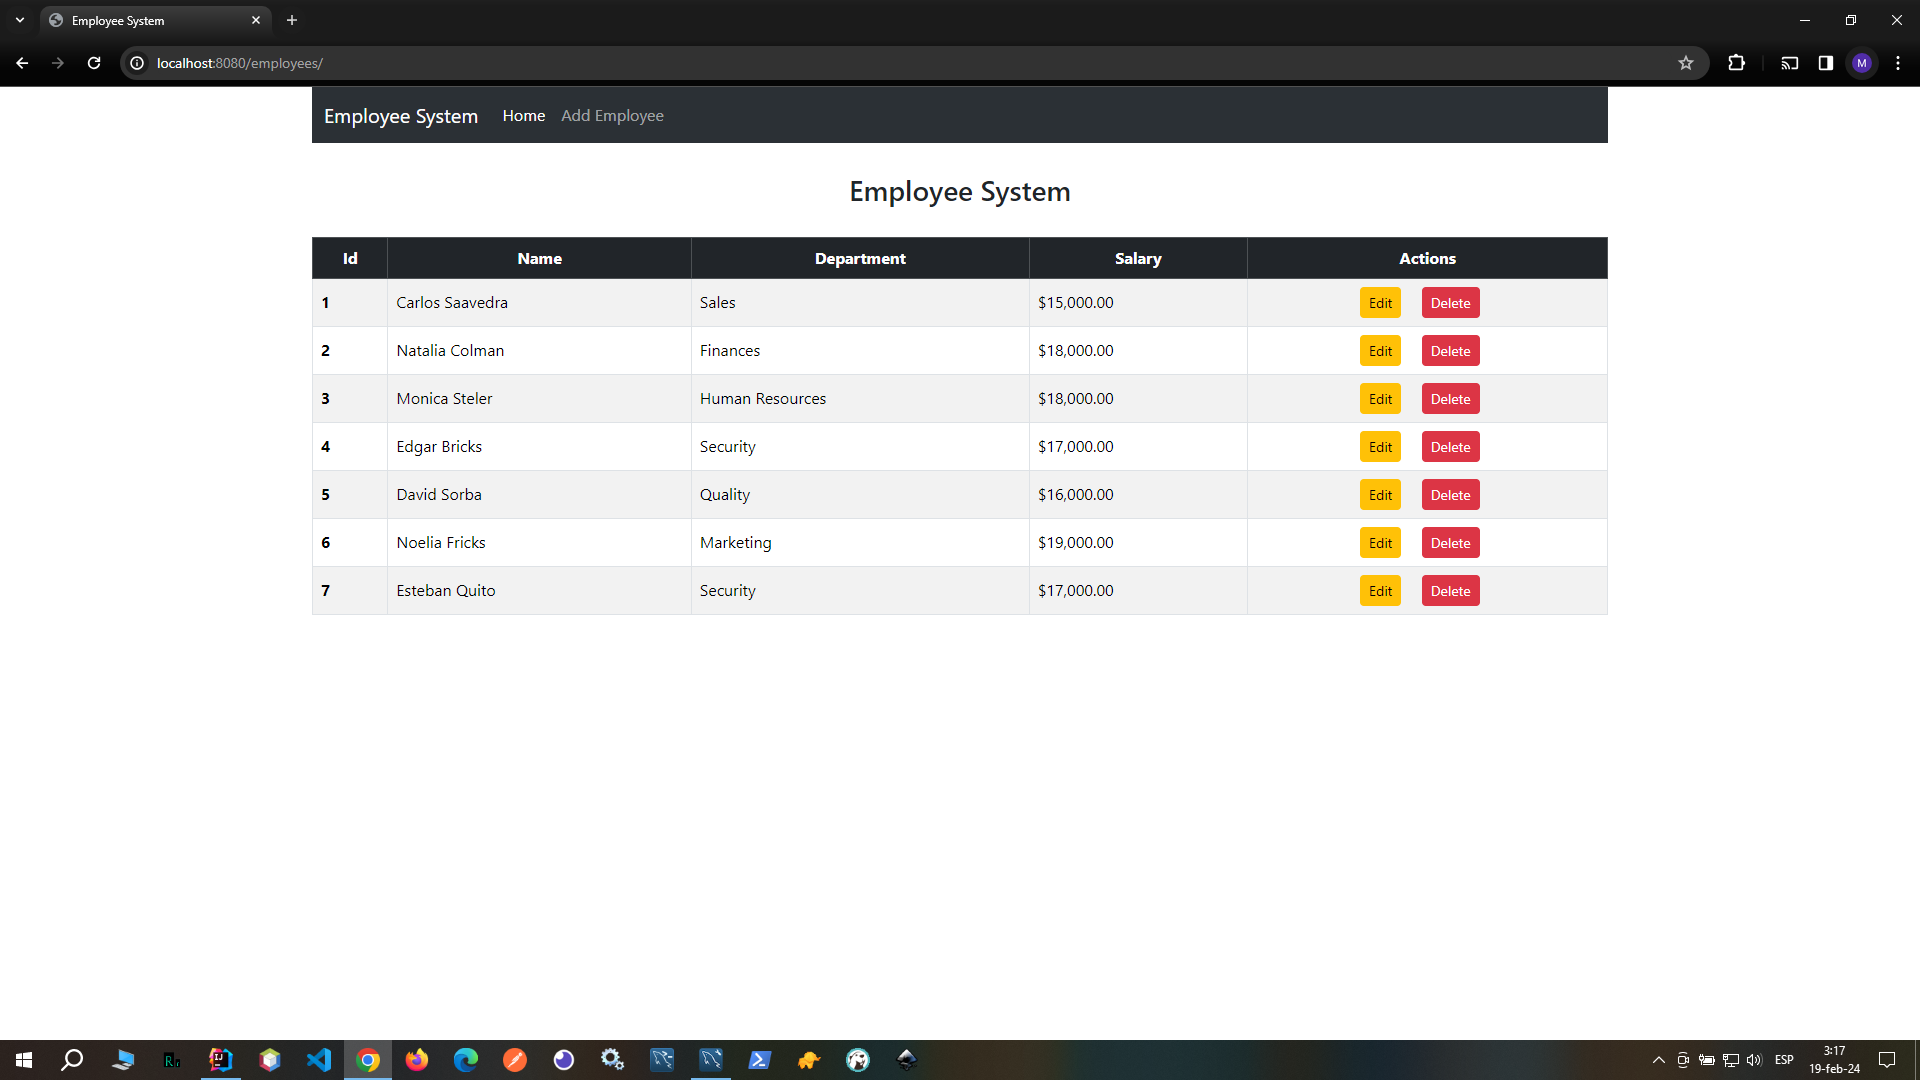 Employee System
localhost:8080/employees/
M
Employee System Home Add Employee
Employee System
Id Name Department Salary Actions
1 Carlos Saavedra Sales $15,000.00 Edit Delete
2 Natalia Colman Finances $18,000.00 Edit Delete
3 Monica Steler Human Resources $18,000.00 Edit Delete
4 Edgar Bricks Security $17,000.00 Edit Delete
5 David Sorba Quality $16,000.00 Edit Delete
6 Noelia Fricks Marketing $19,000.00 Edit Delete
7 Esteban Quito Security $17,000.00 Edit Delete
ESP
3:17
19-feb-24